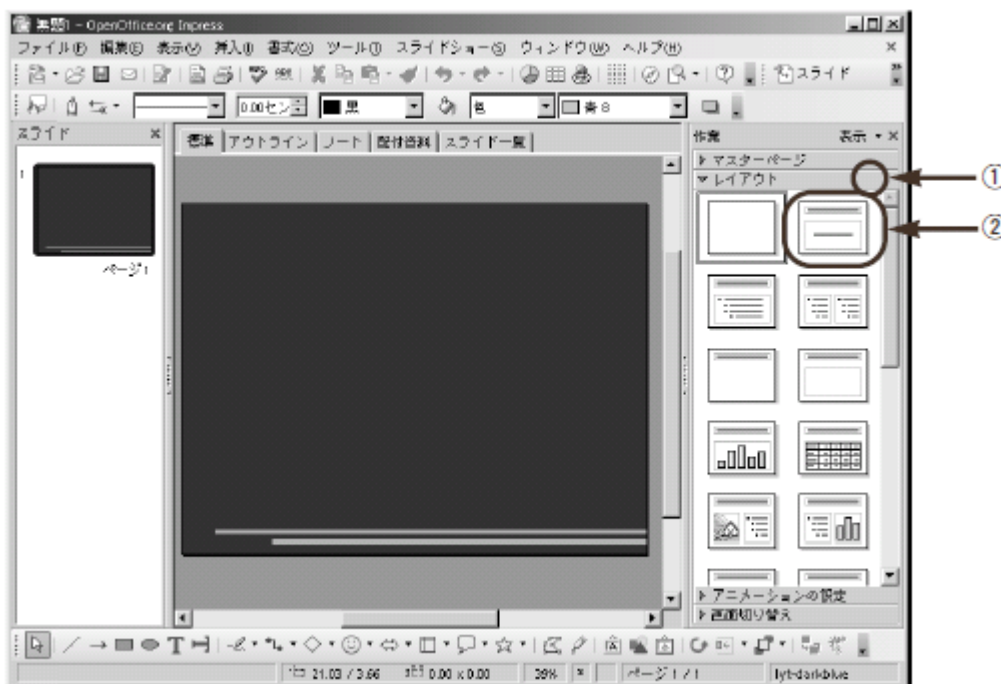 無題1 - OpenOffice.org Impress
ファイル(F) 編集(E) 表示(V) 挿入(I) 書式(O) ツール(T) スライドショー(S) ウィンドウ(W) ヘルプ(H)
スライド
0.00セン 黒 色 青 8
スライド
標準 アウトライン ノート 配付資料 スライド一覧
作業 表示
マスターページ
レイアウト
①
②
1
ページ 1
アニメーションの設定
画面切り替え
21.03 / 3.66 0.00 x 0.00 39% * ページ 1 / 1 lyt-darkblue